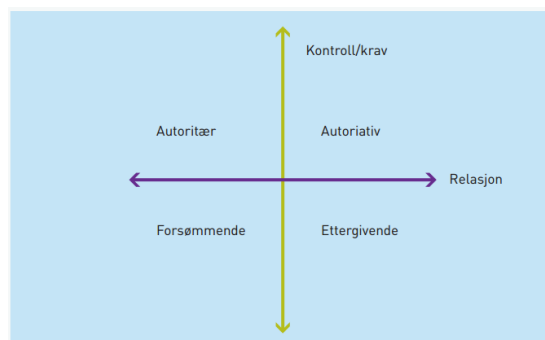 Kontroll/krav
Autoritær
Autoriativ
Relasjon
Forsømmende
Ettergivende